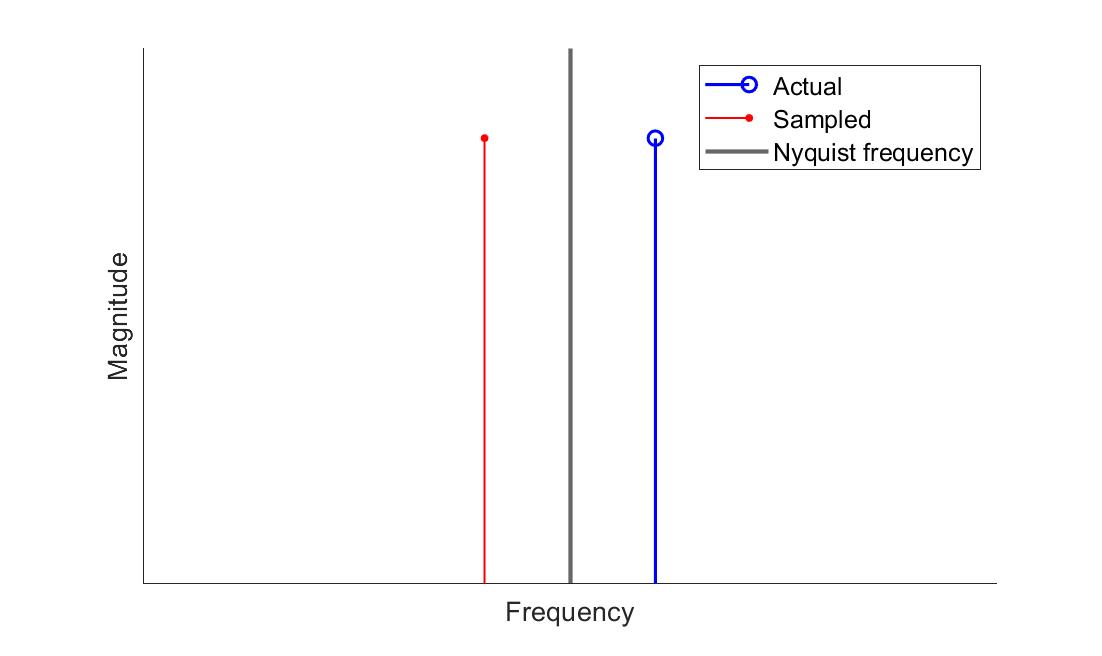 Actual
Sampled
Nyquist frequency
Magnitude
Frequency